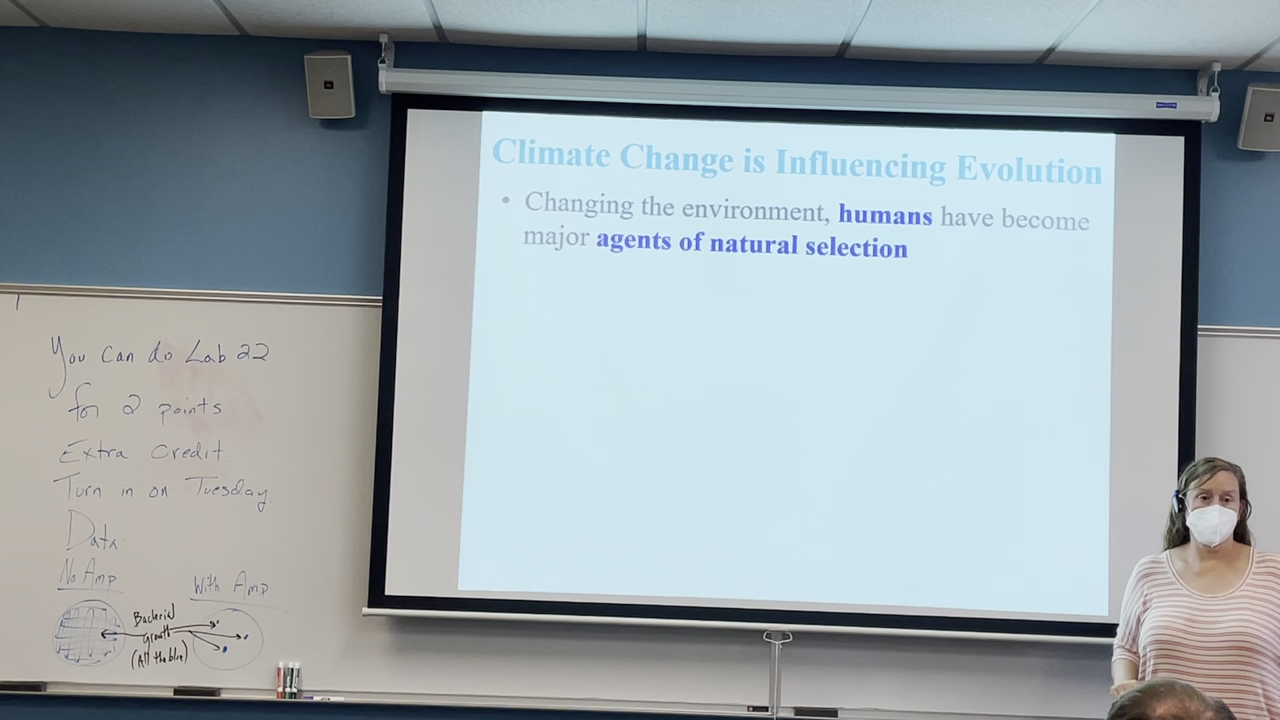 Climate Change is Influencing Evolution
• Changing the environment, humans have become
major agents of natural selection
You can do Lab 22
for 2 points
Extra Credit
Turn in on Tuesday
Data:
No Amp
With Amp
Bacterial
Growth
(All the blue)